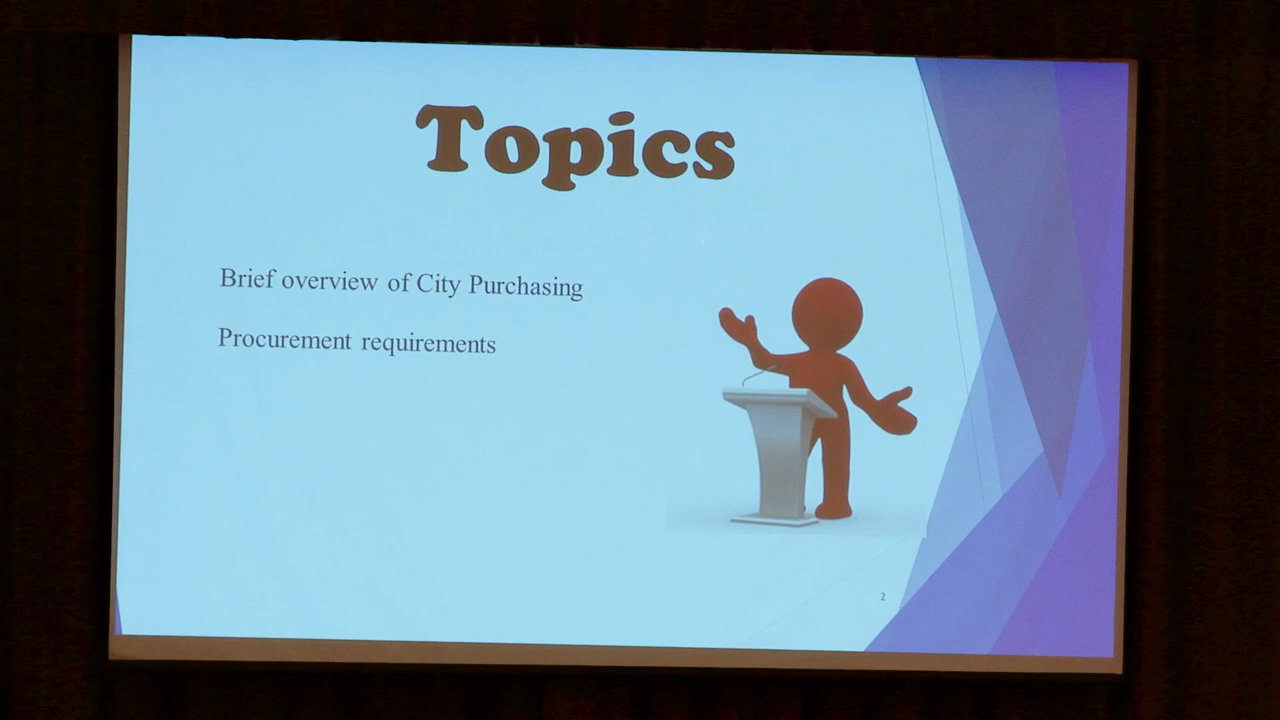 Topics
Brief overview of City Purchasing
Procurement requirements
2